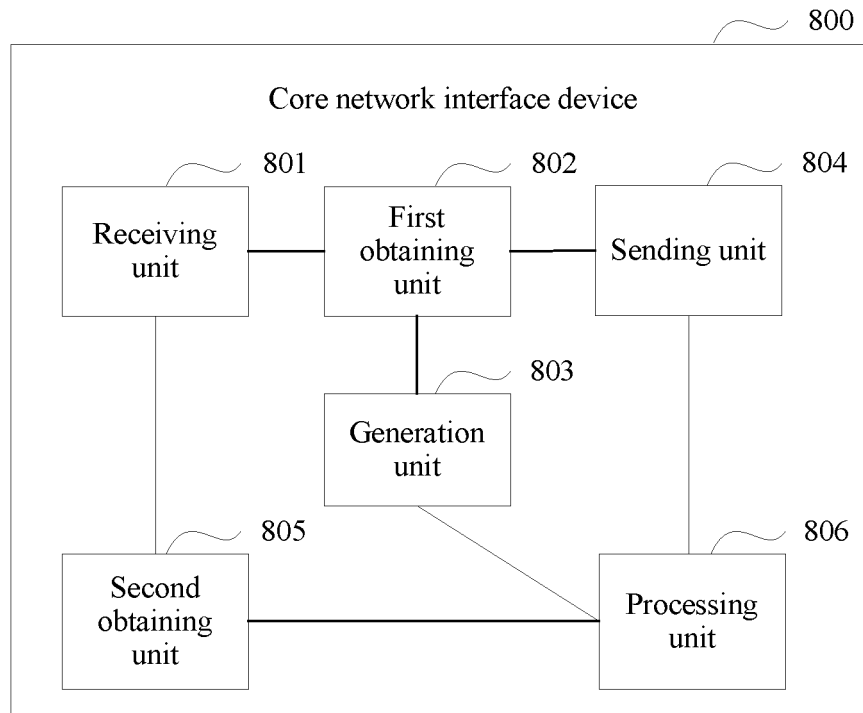 800
Core network interface device
801
802
804
Receiving
unit
First
obtaining
unit
Sending unit
803
Generation
unit
805
806
Second
obtaining
unit
Processing
unit